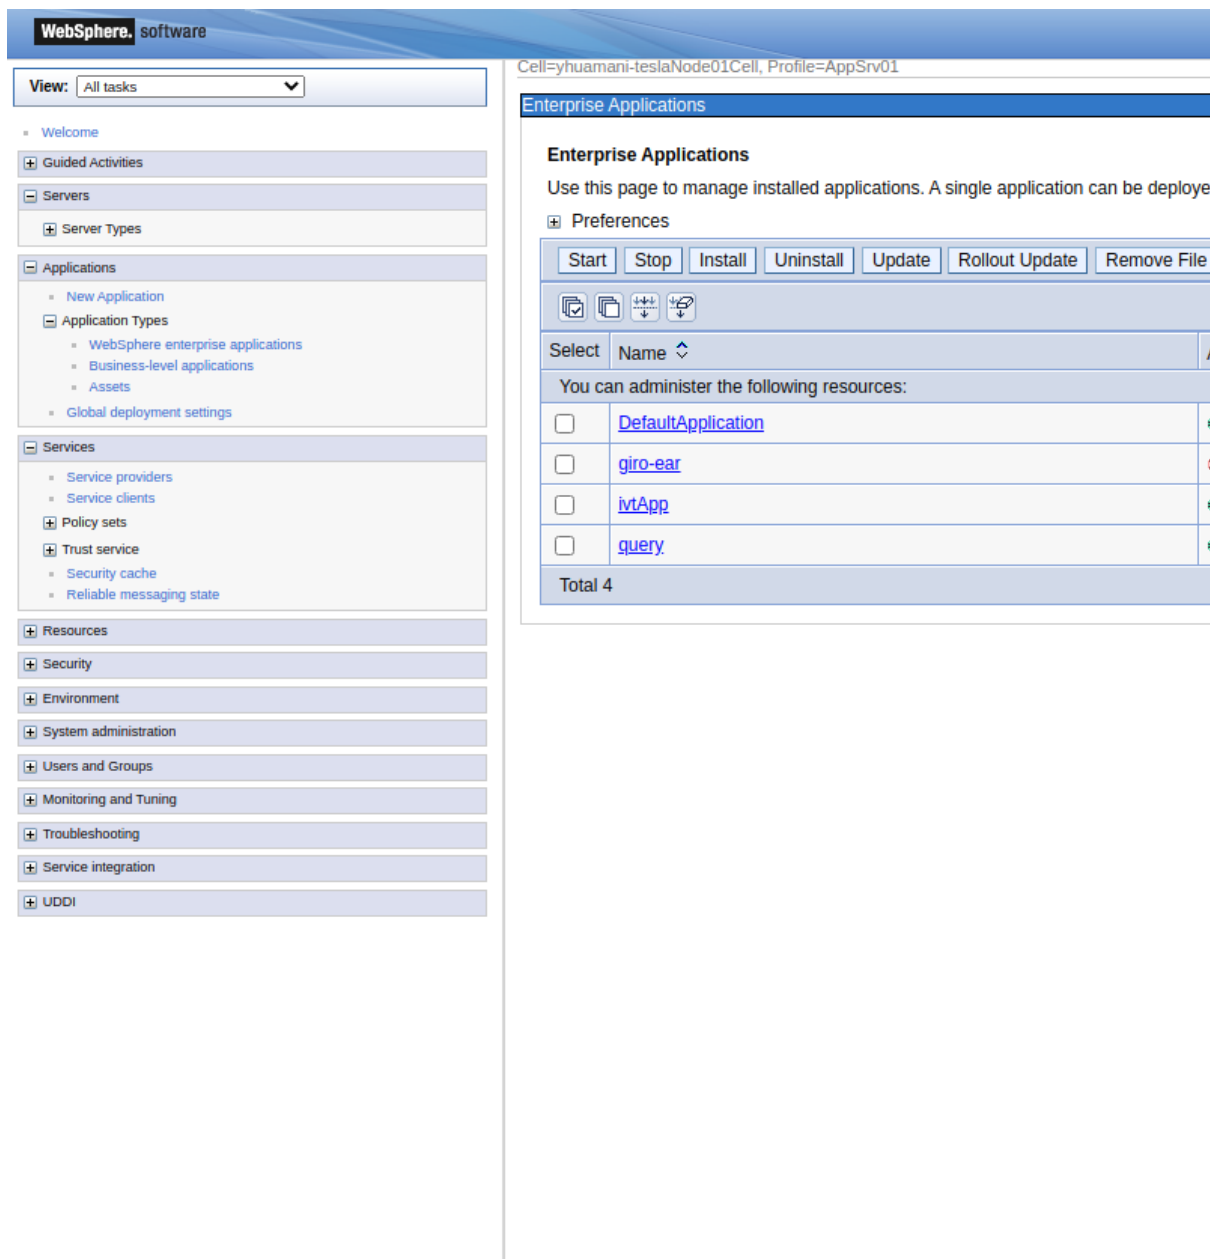 WebSphere. software
View: All tasks
Welcome
Guided Activities
Servers
Server Types
Applications
New Application
Application Types
WebSphere enterprise applications
Business-level applications
Assets
Global deployment settings
Services
Service providers
Service clients
Policy sets
Trust service
Security cache
Reliable messaging state
Resources
Security
Environment
System administration
Users and Groups
Monitoring and Tuning
Troubleshooting
Service integration
UDDI
Cell=yhuamani-teslaNode01Cell, Profile=AppSrv01
Enterprise Applications
Enterprise Applications
Use this page to manage installed applications. A single application can be deploye
Preferences
Start Stop Install Uninstall Update Rollout Update Remove File
Select Name
You can administer the following resources:
DefaultApplication
giro-ear
ivtApp
query
Total 4